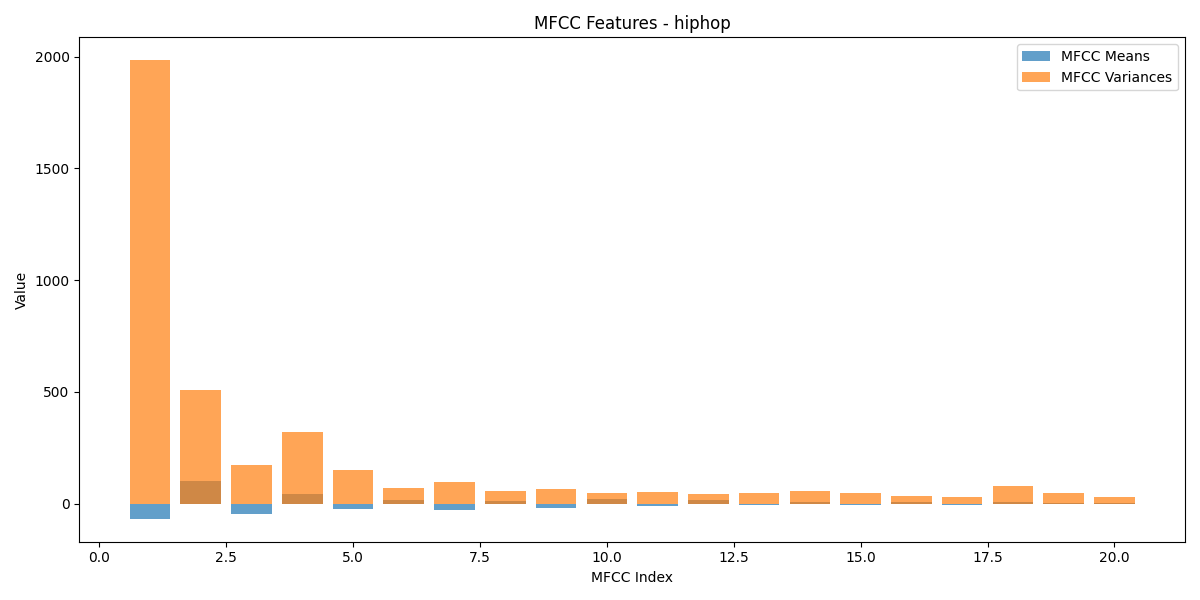 MFCC Features - hiphop
MFCC Means
MFCC Variances
2000
1500
1000
500
0
Value
0.0 2.5 5.0 7.5 10.0 12.5 15.0 17.5 20.0
MFCC Index